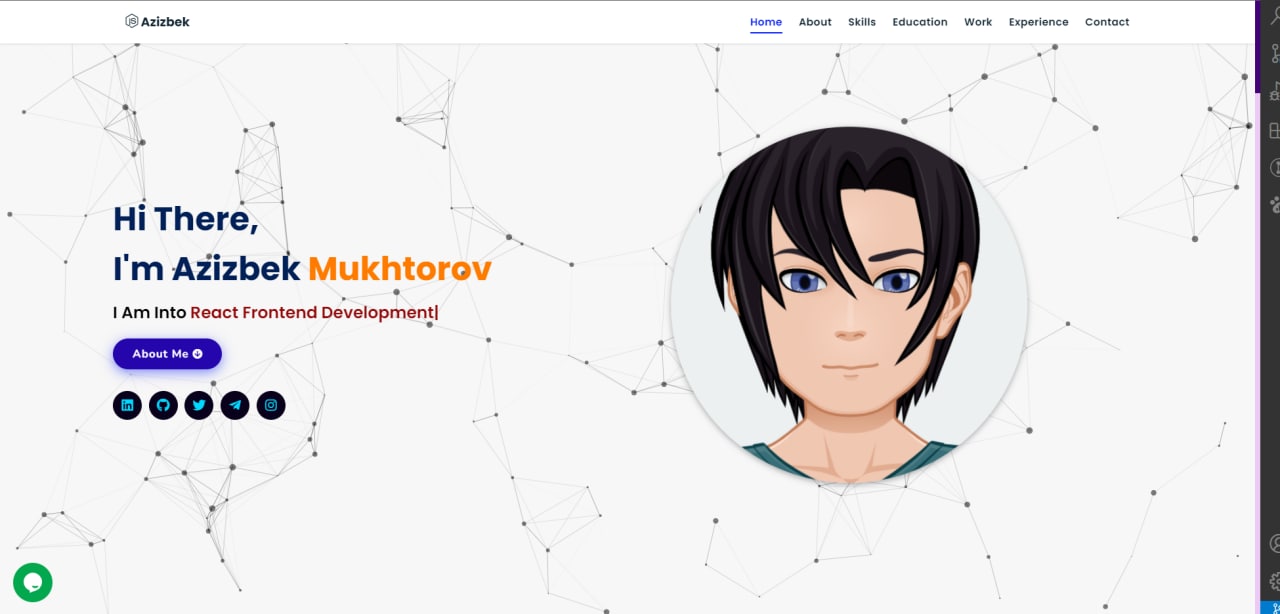 Azizbek
Home About Skills Education Work Experience Contact
Hi There,
I'm Azizbek Mukhtorov
I Am Into React Frontend Development|
About Me